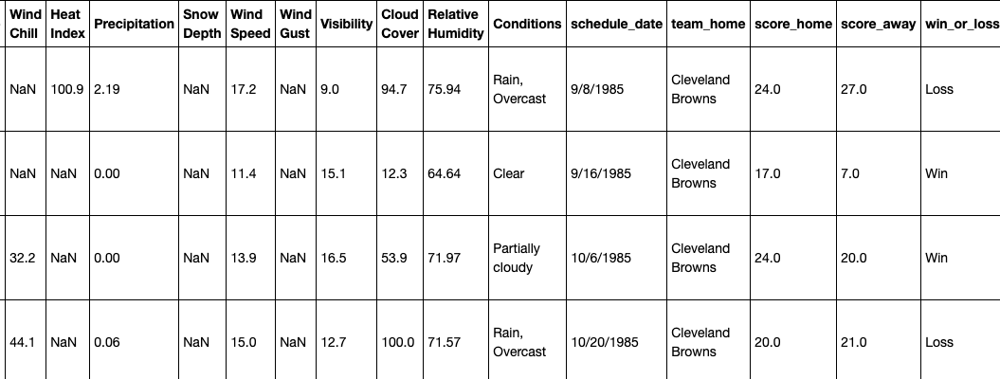 Wind Chill | Heat Index | Precipitation | Snow Depth | Wind Speed | Wind Gust | Visibility | Cloud Cover | Relative Humidity | Conditions | schedule_date | team_home | score_home | score_away | win_or_loss
NaN | 100.9 | 2.19 | NaN | 17.2 | NaN | 9.0 | 94.7 | 75.94 | Rain, Overcast | 9/8/1985 | Cleveland Browns | 24.0 | 27.0 | Loss
NaN | NaN | 0.00 | NaN | 11.4 | NaN | 15.1 | 12.3 | 64.64 | Clear | 9/16/1985 | Cleveland Browns | 17.0 | 7.0 | Win
32.2 | NaN | 0.00 | NaN | 13.9 | NaN | 16.5 | 53.9 | 71.97 | Partially cloudy | 10/6/1985 | Cleveland Browns | 24.0 | 20.0 | Win
44.1 | NaN | 0.06 | NaN | 15.0 | NaN | 12.7 | 100.0 | 71.57 | Rain, Overcast | 10/20/1985 | Cleveland Browns | 20.0 | 21.0 | Loss